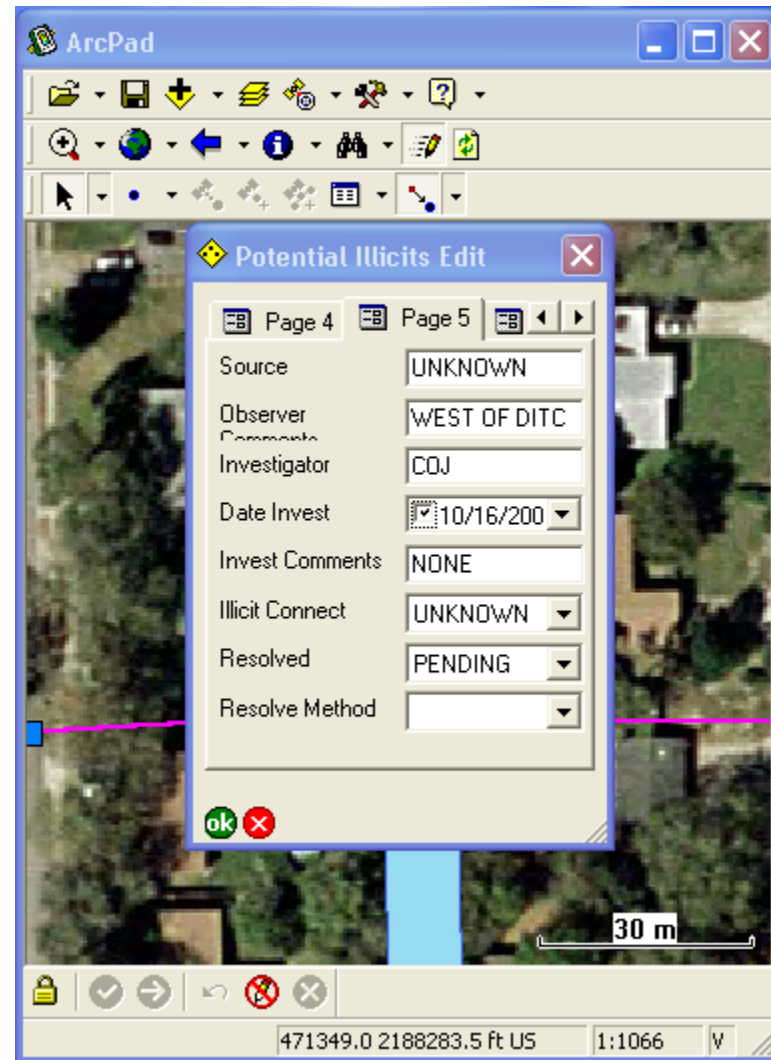 ArcPad
Potential Illicits Edit
Page 4 Page 5
Source UNKNOWN
Observer WEST OF DITC
Comments
Investigator COJ
Date Invest 10/16/200
Invest Comments NONE
Illicit Connect UNKNOWN
Resolved PENDING
Resolve Method
ok
30 m
471349.0 2188283.5 ft US 1:1066 V